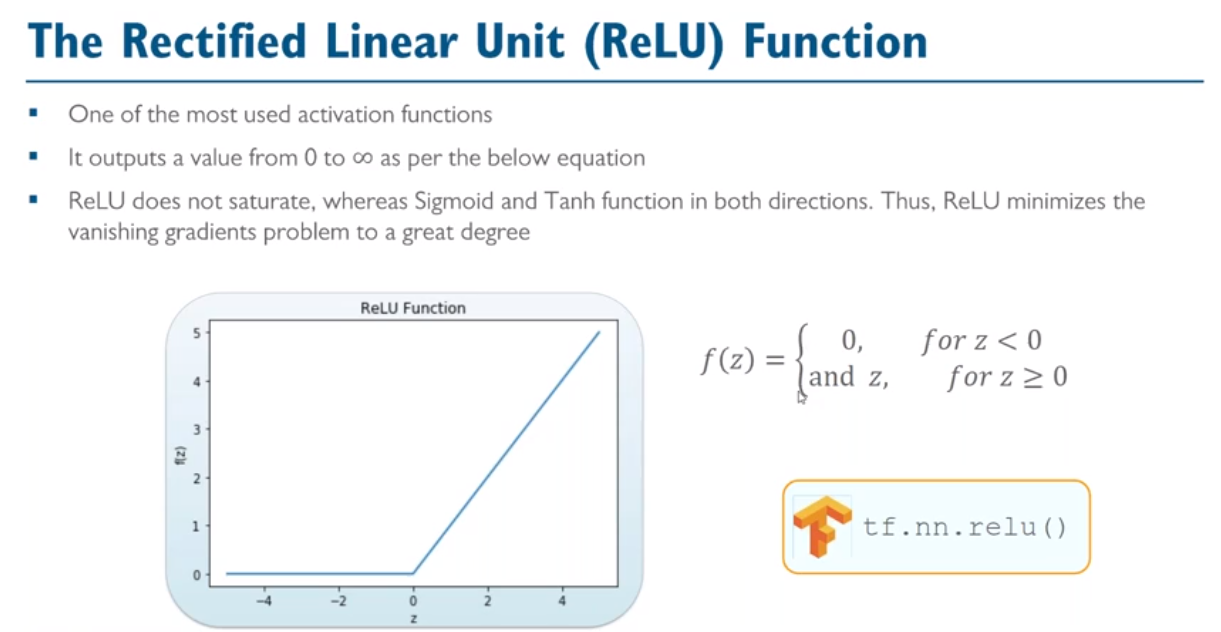 The Rectified Linear Unit (ReLU) Function
▪ One of the most used activation functions
▪ It outputs a value from 0 to ∞ as per the below equation
▪ ReLU does not saturate, whereas Sigmoid and Tanh function in both directions. Thus, ReLU minimizes the
vanishing gradients problem to a great degree
ReLU Function
5
4
3
2
1
0
f(z)
−4 −2 0 2 4
z
f(z) = { 0, for z < 0
and z, for z ≥ 0
tf.nn.relu()